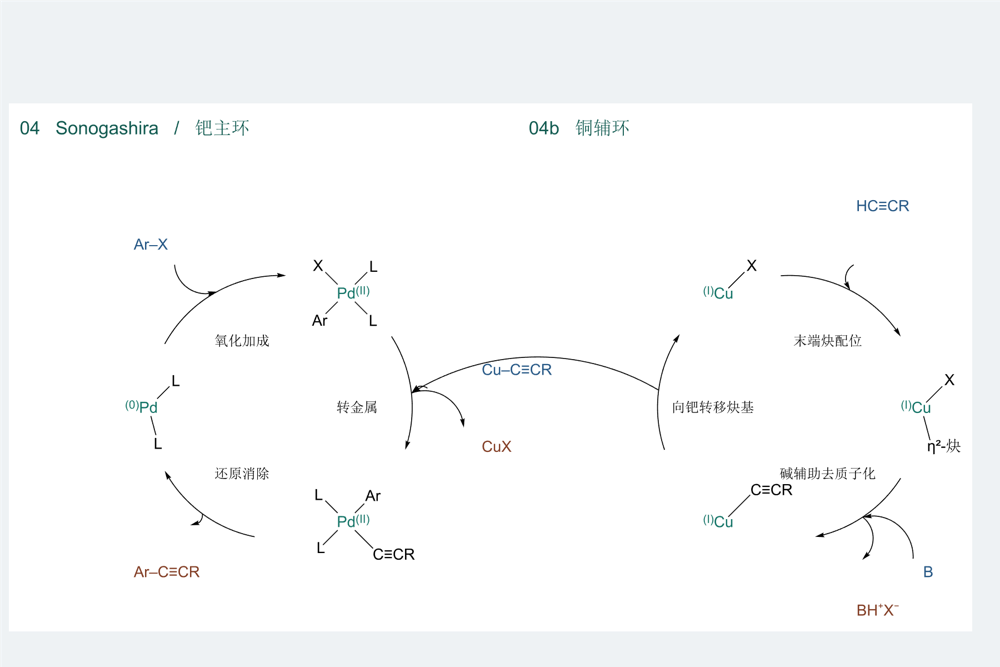 04 Sonogashira / 钯主环
04b 铜辅环
HC≡CR
Ar–X
X
L
Pd(II)
Ar
L
X
(I)Cu
氧化加成
末端炔配位
Cu–C≡CR
L
(0)Pd
L
转金属
向钯转移炔基
X
(I)Cu
η²-炔
CuX
还原消除
碱辅助去质子化
L
Ar
Pd(II)
L
C≡CR
C≡CR
(I)Cu
Ar–C≡CR
B
BH⁺X⁻